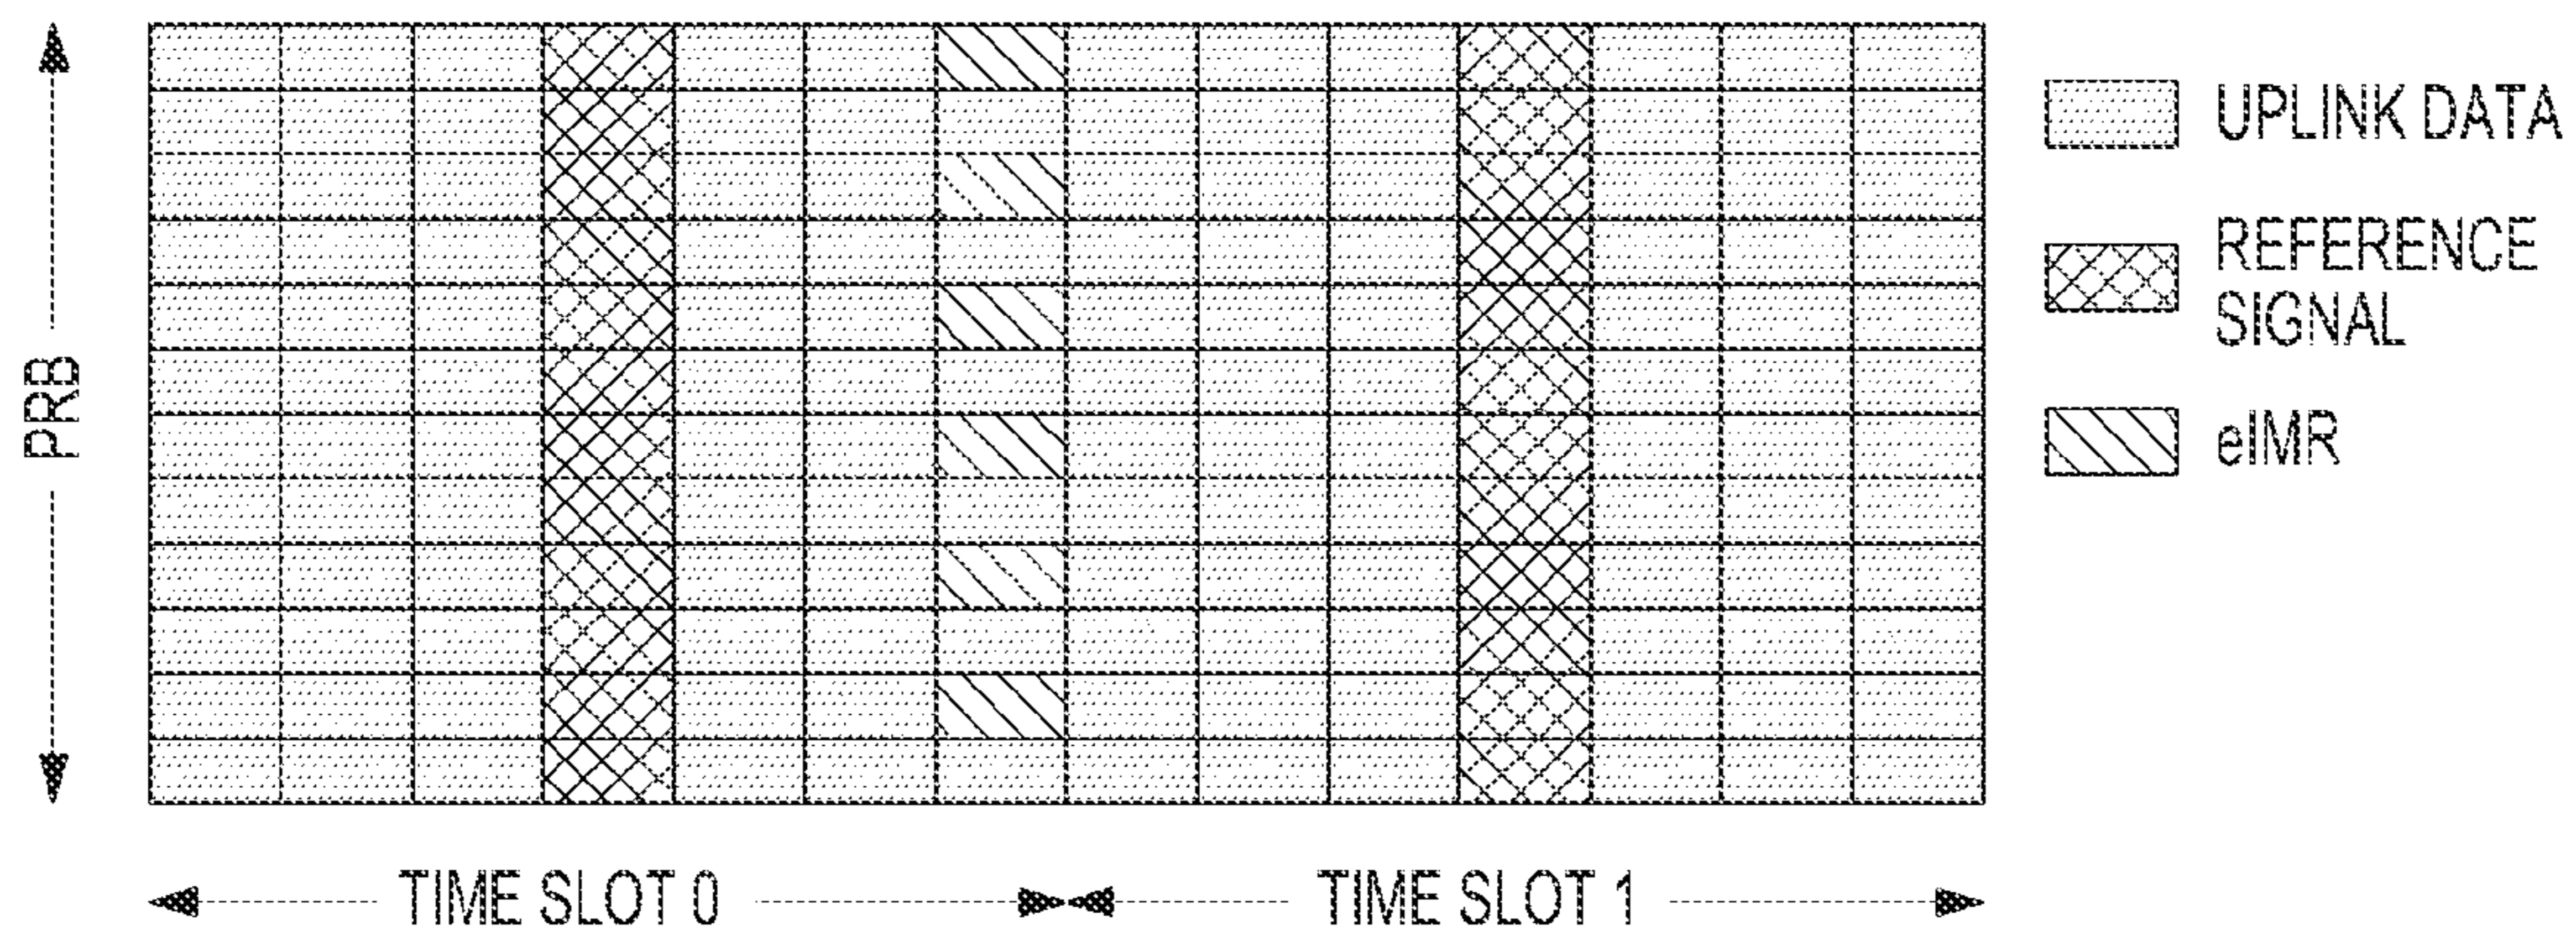 PRB
UPLINK DATA
REFERENCE
SIGNAL
eIMR
TIME SLOT 0
TIME SLOT 1